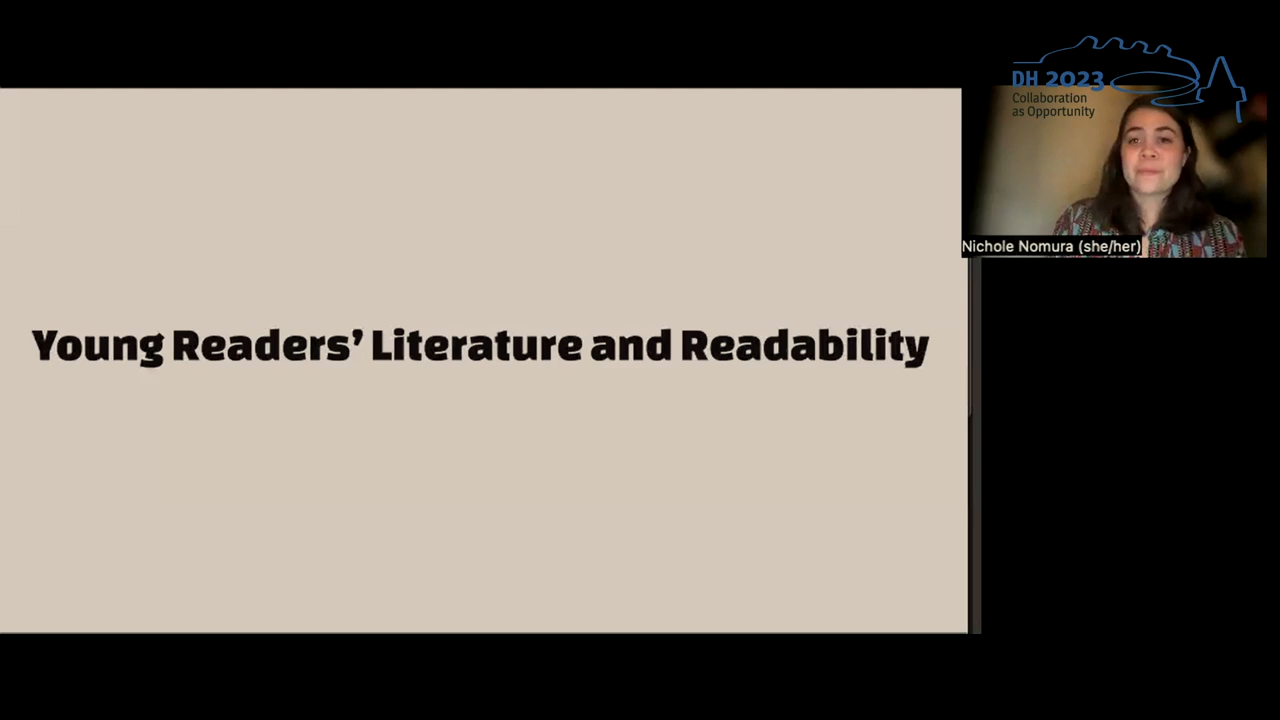 DH 2023
Collaboration
as Opportunity
Young Readers’ Literature and Readability
Nichole Nomura (she/her)